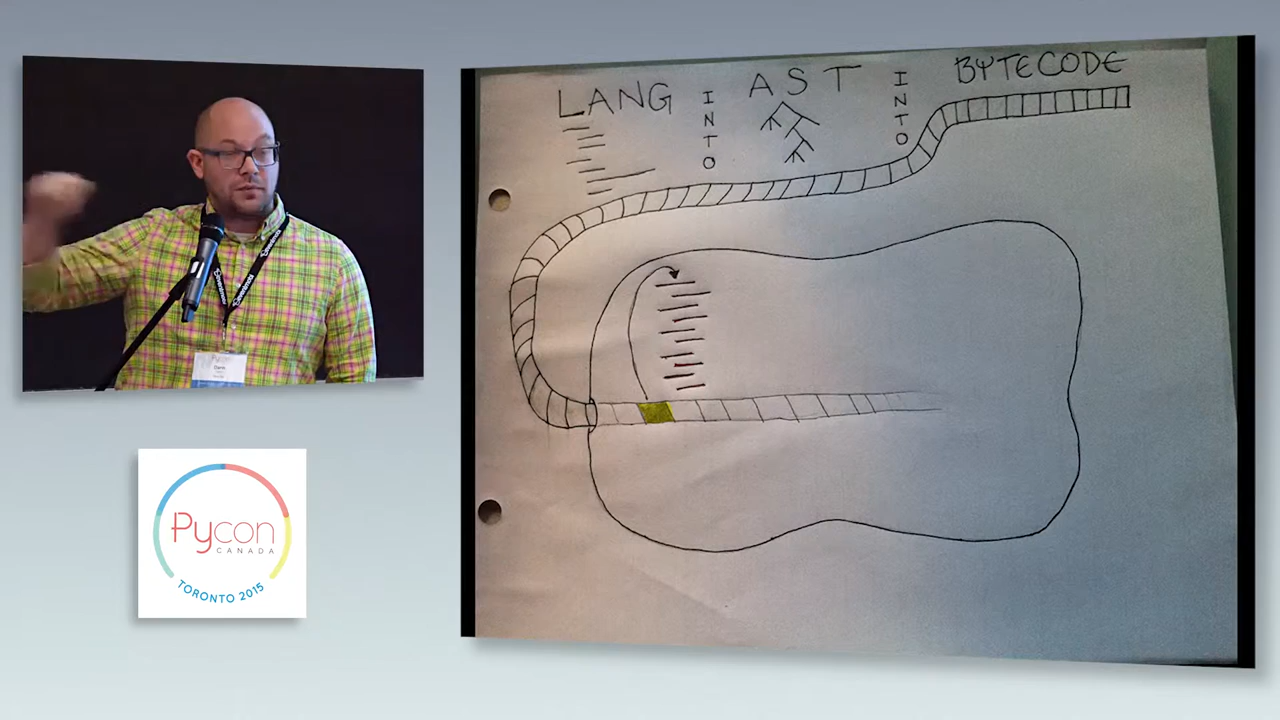 LANG INTO AST INTO BYTECODE
Pycon
CANADA
TORONTO 2015